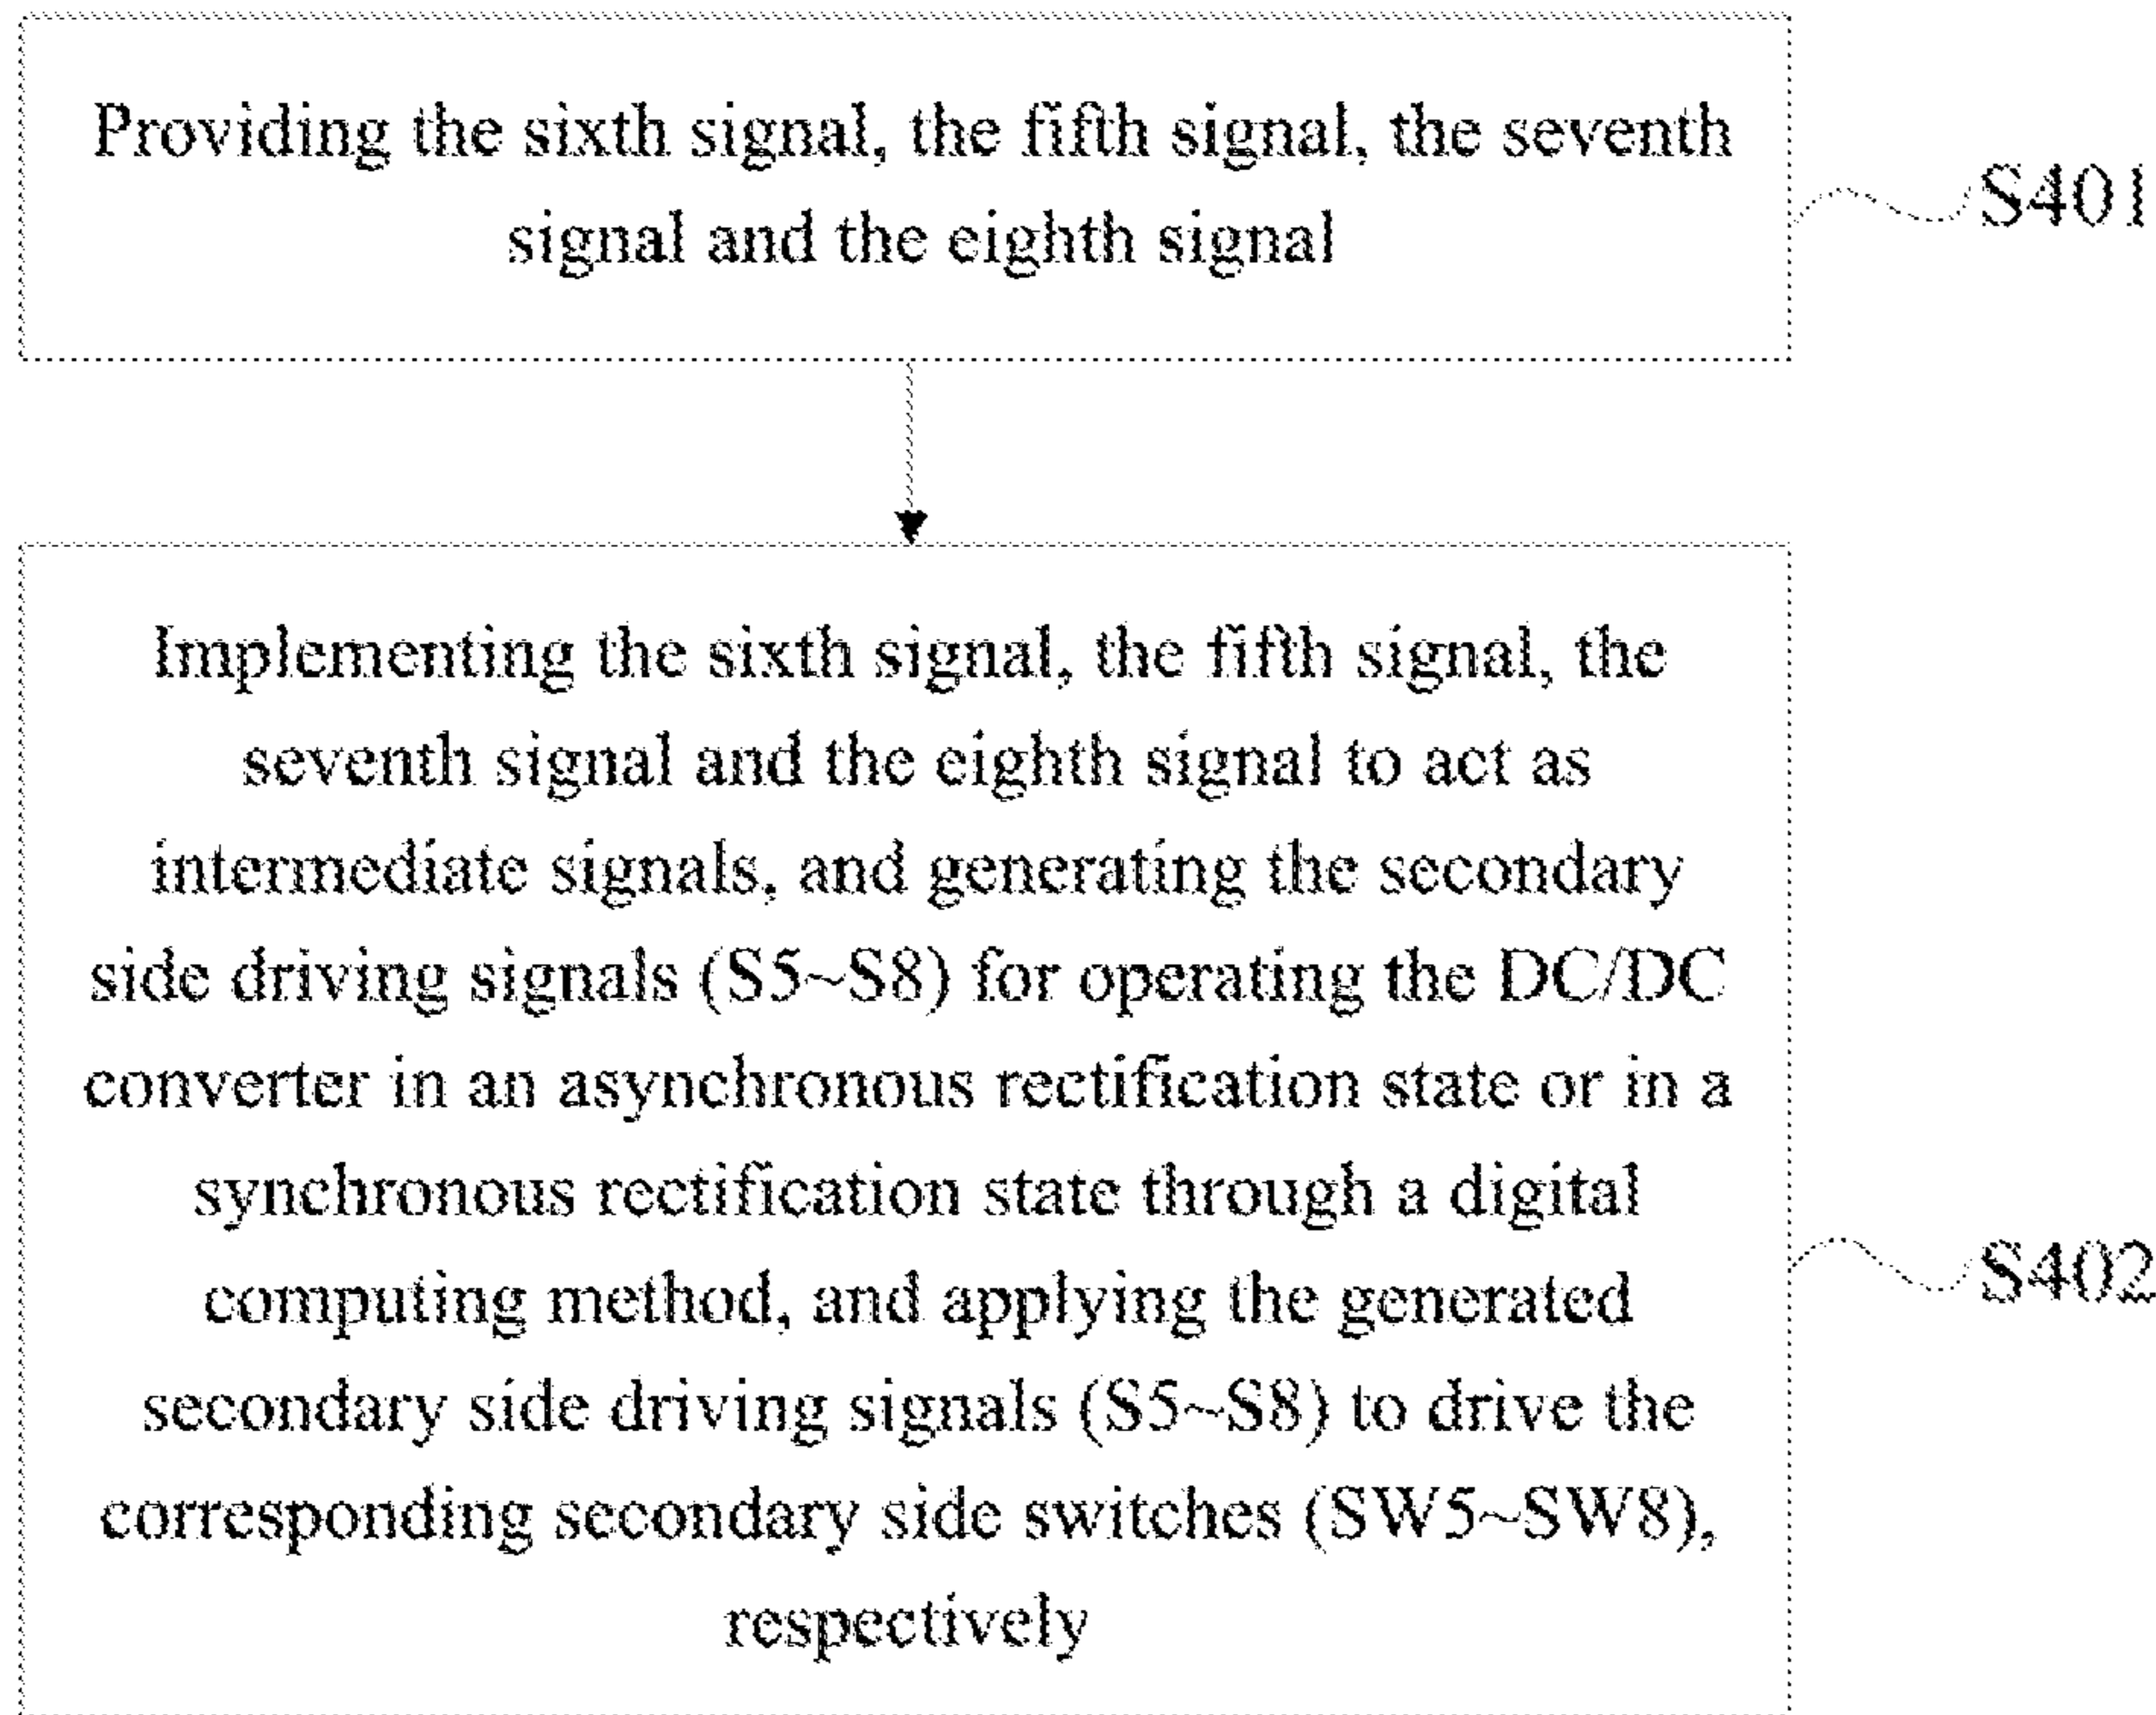 Providing the sixth signal, the fifth signal, the seventh
signal and the eighth signal
S401
Implementing the sixth signal, the fifth signal, the
seventh signal and the eighth signal to act as
intermediate signals, and generating the secondary
side driving signals (S5~S8) for operating the DC/DC
converter in an asynchronous rectification state or in a
synchronous rectification state through a digital
computing method, and applying the generated
secondary side driving signals (S5~S8) to drive the
corresponding secondary side switches (SW5~SW8),
respectively
S402